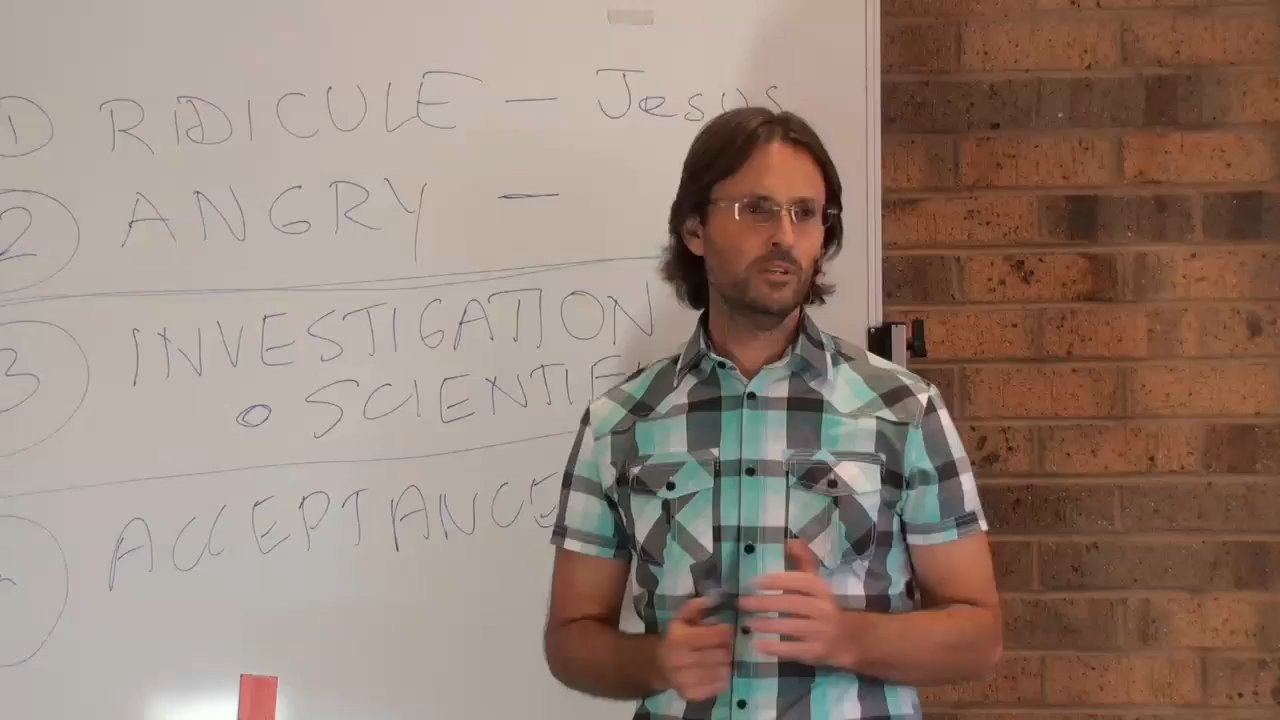 1) RIDICULE — Jesus
2 ANGRY —
3 INVESTIGATION
SCIENTIF
ACCEPTANCE